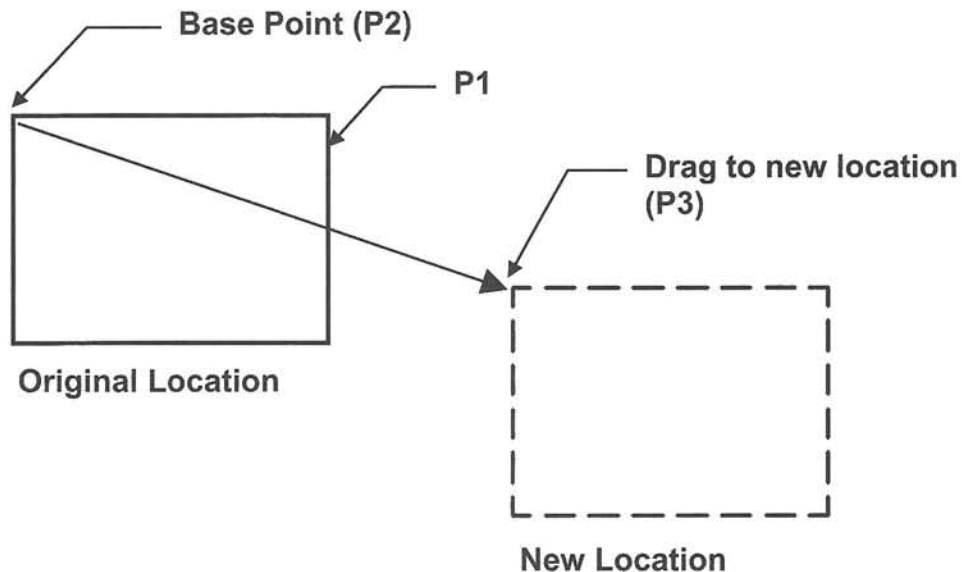 Base Point (P2)
P1
Drag to new location
(P3)
Original Location
New Location